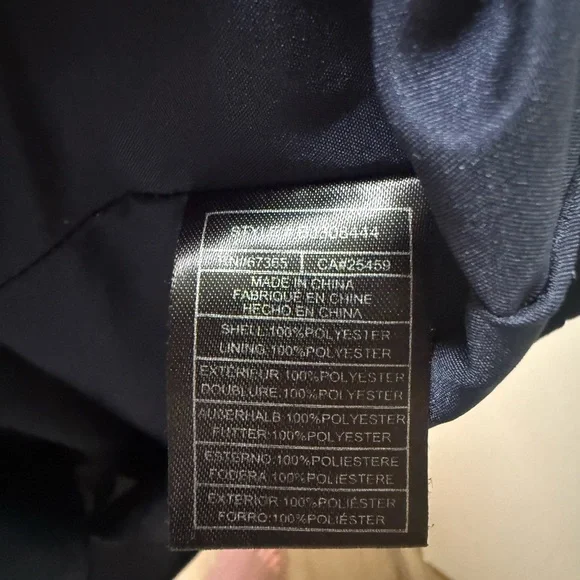 RN#67365 CA#25459
MADE IN CHINA
FABRIQUÉ EN CHINE
HECHO EN CHINA
SHELL:100%POLYESTER
LINING:100%POLYESTER
EXTERIEUR:100%POLYESTER
DOUBLURE:100%POLYESTER
AUßERHALB:100%POLYESTER
FUTTER:100%POLYESTER
ESTERNO:100%POLIESTERE
FODERA:100%POLIESTERE
EXTERIOR:100%POLIÉSTER
FORRO:100%POLIÉSTER